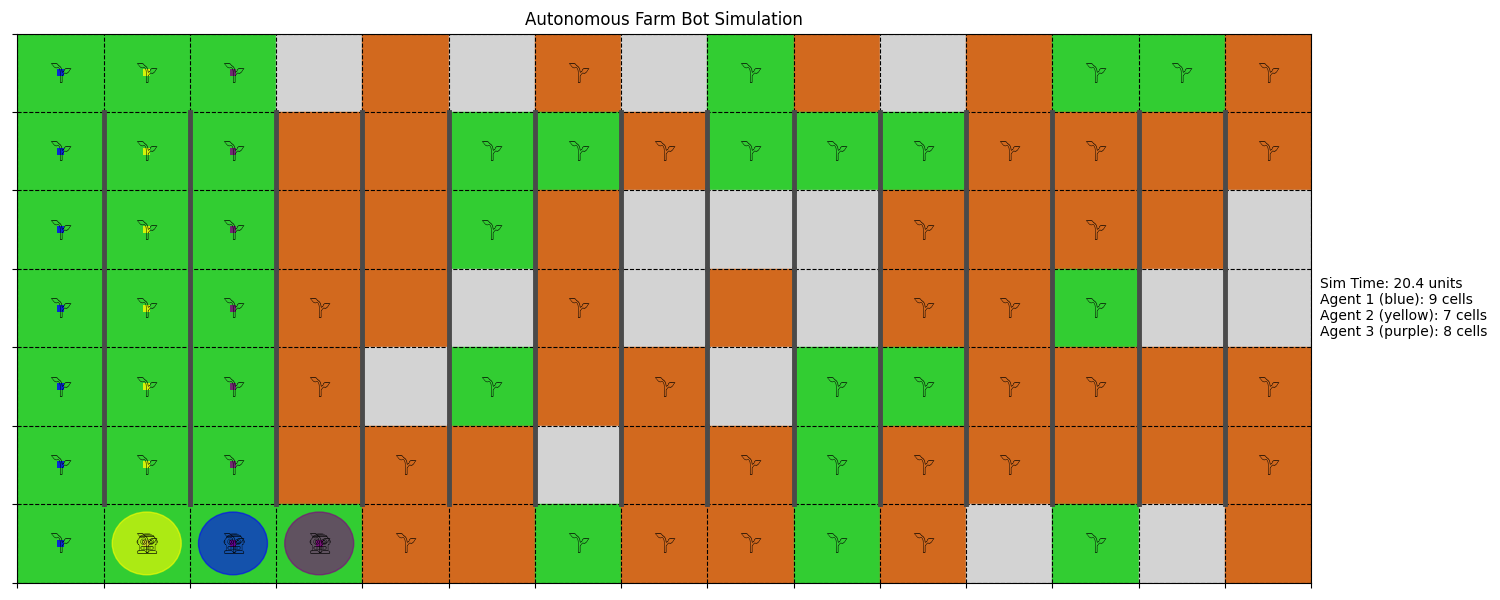 Autonomous Farm Bot Simulation
Sim Time: 20.4 units
Agent 1 (blue): 9 cells
Agent 2 (yellow): 7 cells
Agent 3 (purple): 8 cells